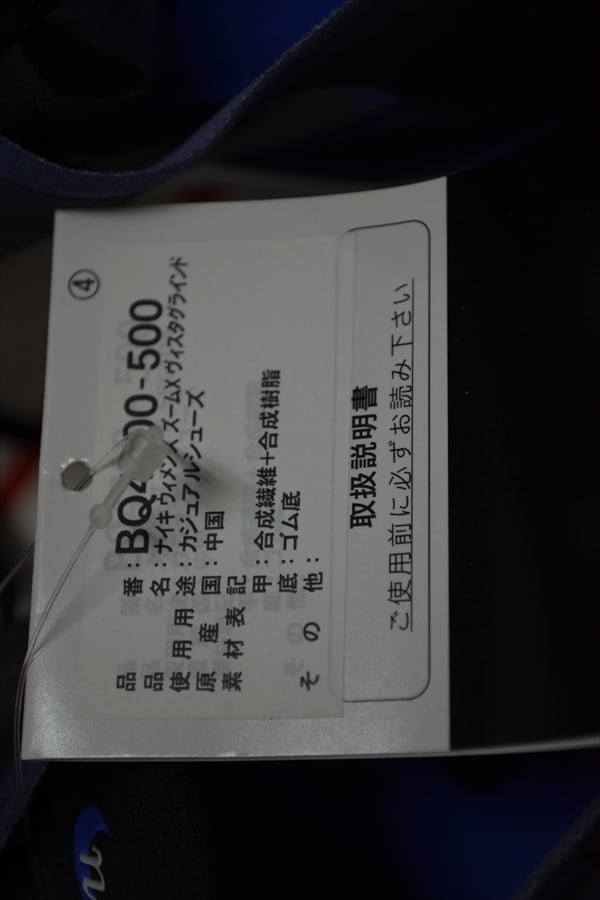 ④
品番:BQ4 00-500
品名:ナイキ ウィメンズ ズームX ヴィスタグラインド
使用用途:カジュアルシューズ
原産国:中国
素材表記
甲:合成繊維+合成樹脂
底:ゴム底
その他:
取扱説明書
ご使用前に必ずお読み下さい